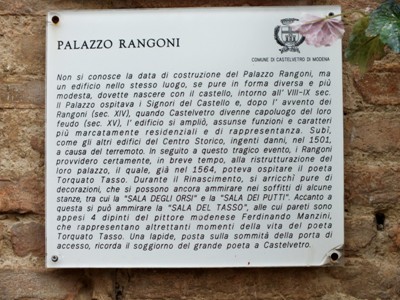 PALAZZO RANGONI
COMUNE DI CASTELVETRO DI MODENA
Non si conosce la data di costruzione del Palazzo Rangoni, ma
un edificio nello stesso luogo, se pure in forma diversa e più
modesta, dovette nascere con il castello, intorno all' VIII-IX sec.
Il Palazzo ospitava i Signori del Castello e, dopo l' avvento dei
Rangoni (sec. XIV), quando Castelvetro divenne capoluogo del loro
feudo (sec. XV), l' edificio si ampliò, assunse funzioni e caratteri
più marcatamente residenziali e di rappresentanza. Subì,
come gli altri edifici del Centro Storico, ingenti danni, nel 1501,
a causa del terremoto. In seguito a questo tragico evento, i Rangoni
provvidero certamente, in breve tempo, alla ristrutturazione del
loro palazzo, il quale, già nel 1564, poteva ospitare il poeta
Torquato Tasso. Durante il Rinascimento, si arricchì pure di
decorazioni, che si possono ancora ammirare nei soffitti di alcune
stanze, tra cui la "SALA DEGLI ORSI" e la "SALA DEI PUTTI". Accanto a
questa si può ammirare la "SALA DEL TASSO", alle cui pareti sono
appesi 4 dipinti del pittore modenese Ferdinando Manzini,
che rappresentano altrettanti momenti della vita del poeta
Torquato Tasso. Una lapide, posta sulla sommità della porta di
accesso, ricorda il soggiorno del grande poeta a Castelvetro.